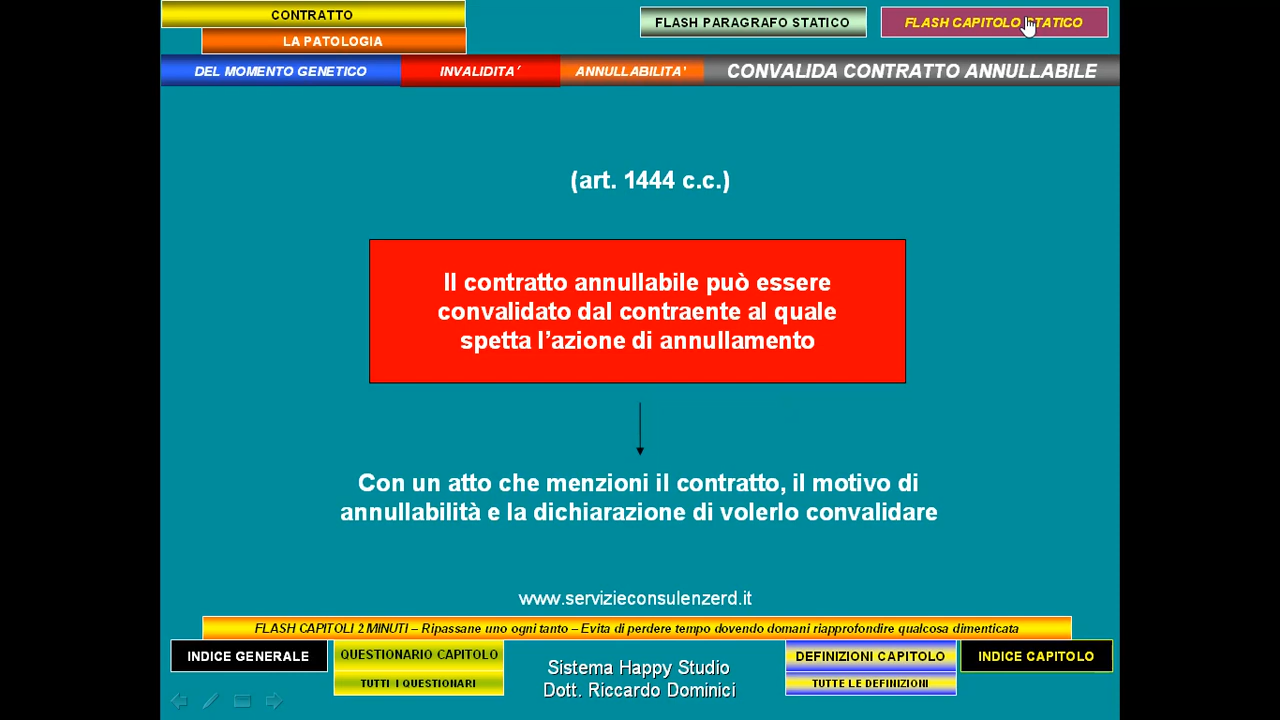 CONTRATTO
LA PATOLOGIA
FLASH PARAGRAFO STATICO
FLASH CAPITOLO STATICO
DEL MOMENTO GENETICO
INVALIDITA´
ANNULLABILITA'
CONVALIDA CONTRATTO ANNULLABILE
(art. 1444 c.c.)
Il contratto annullabile può essere
convalidato dal contraente al quale
spetta l’azione di annullamento
Con un atto che menzioni il contratto, il motivo di
annullabilità e la dichiarazione di volerlo convalidare
www.servizieconsulenzerd.it
FLASH CAPITOLI 2 MINUTI – Ripassane uno ogni tanto – Evita di perdere tempo dovendo domani riapprofondire qualcosa dimenticata
INDICE GENERALE
QUESTIONARIO CAPITOLO
TUTTI I QUESTIONARI
Sistema Happy Studio
Dott. Riccardo Dominici
DEFINIZIONI CAPITOLO
TUTTE LE DEFINIZIONI
INDICE CAPITOLO